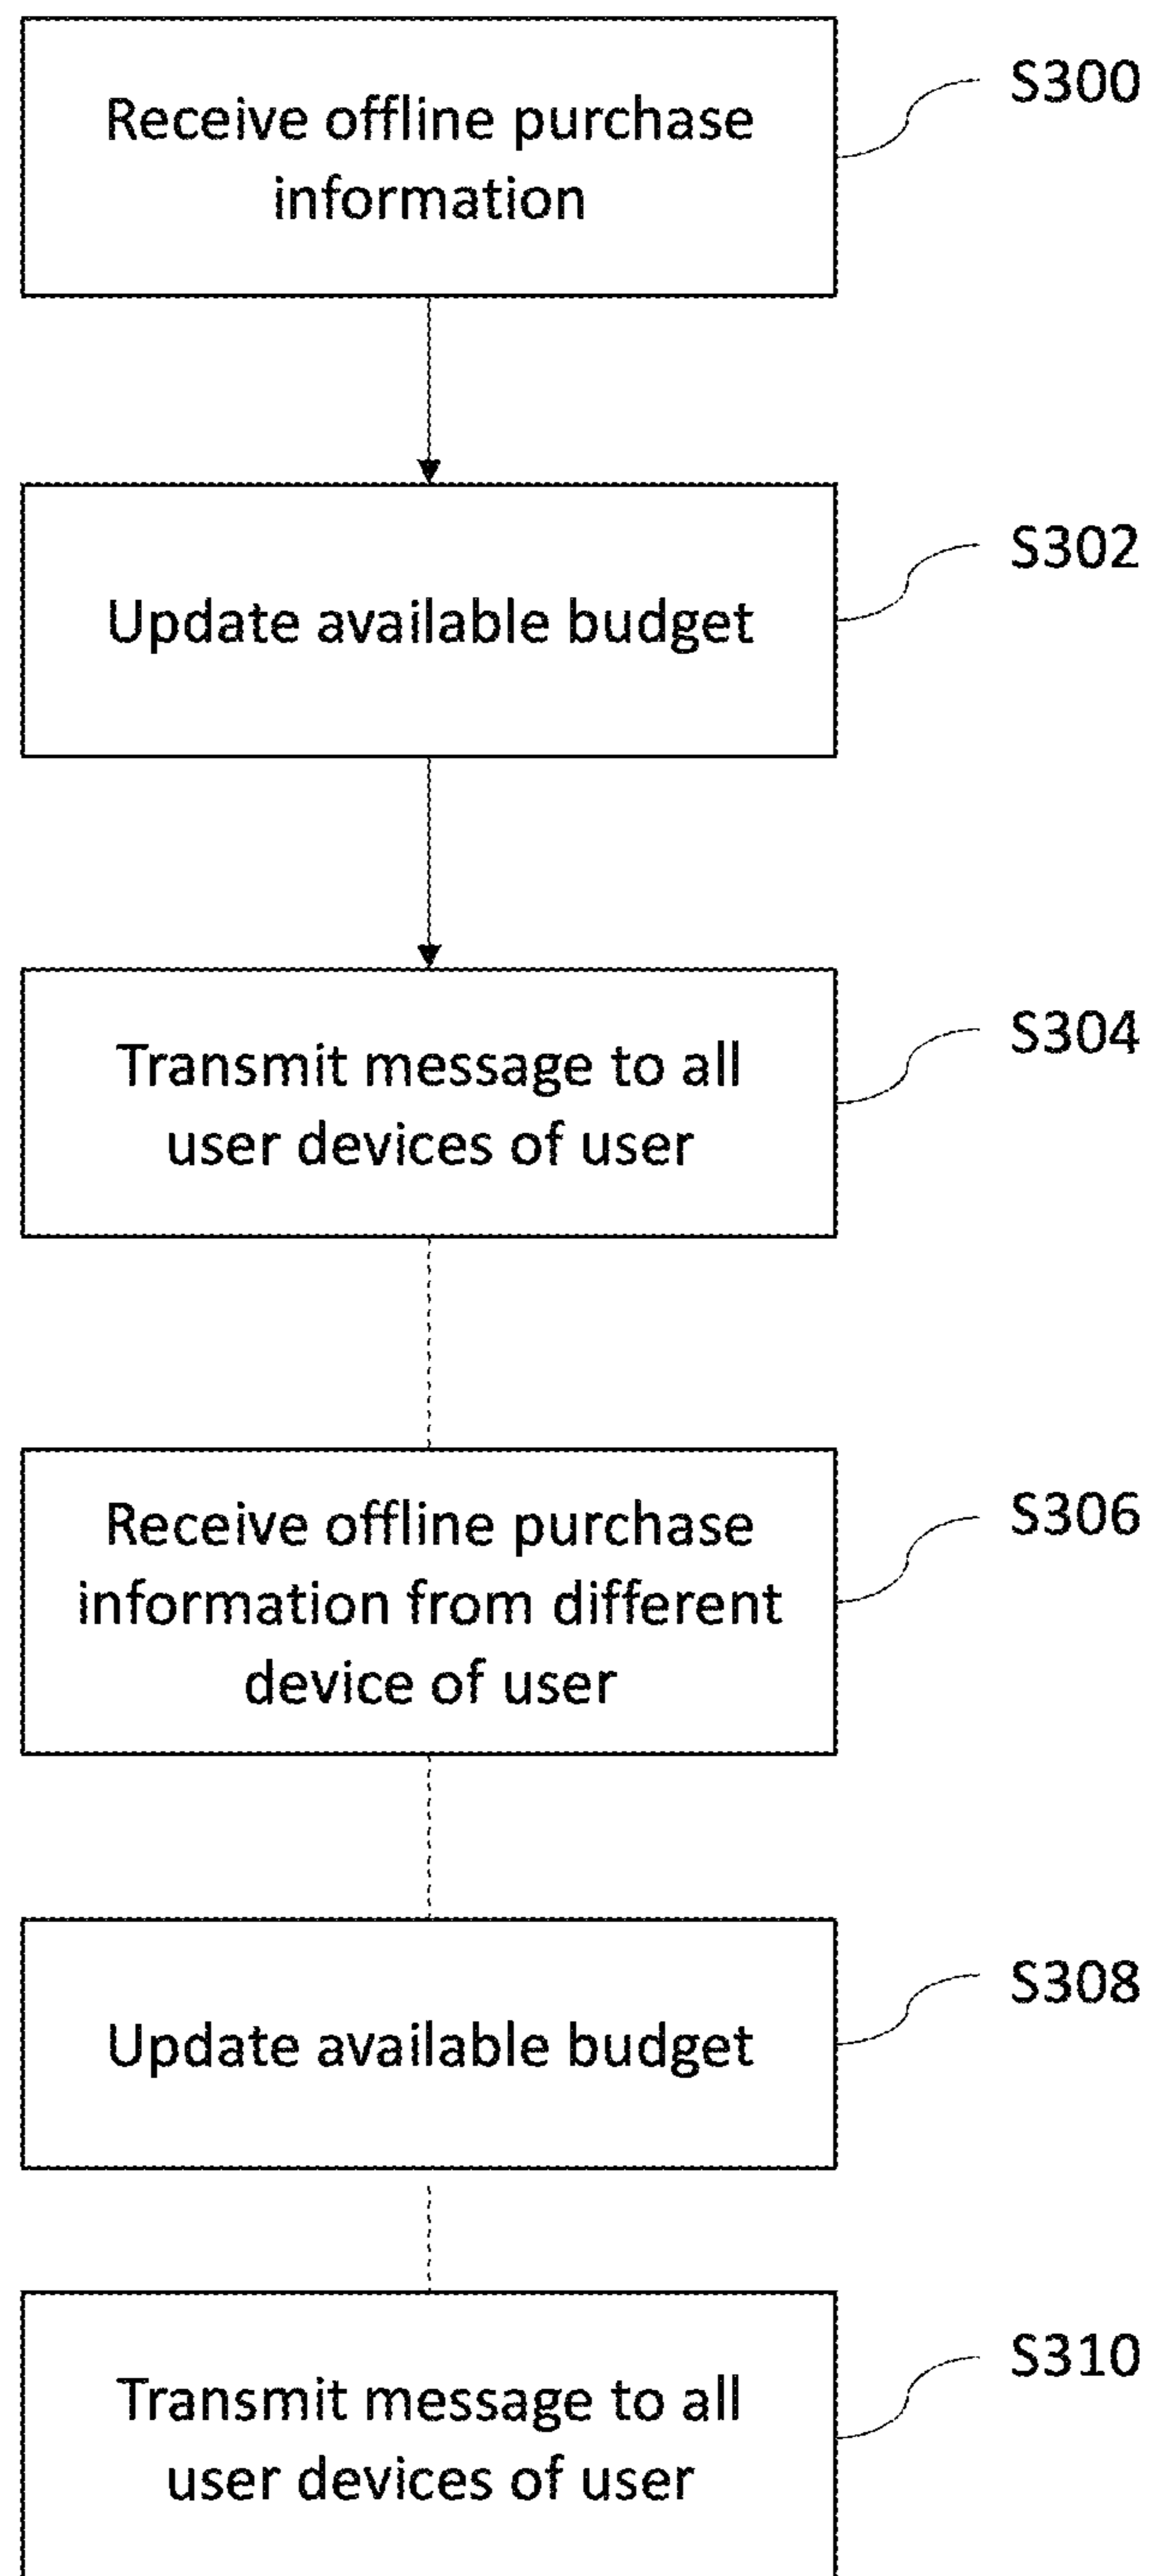 Receive offline purchase
information
S300
Update available budget
S302
Transmit message to all
user devices of user
S304
Receive offline purchase
information from different
device of user
S306
Update available budget
S308
Transmit message to all
user devices of user
S310